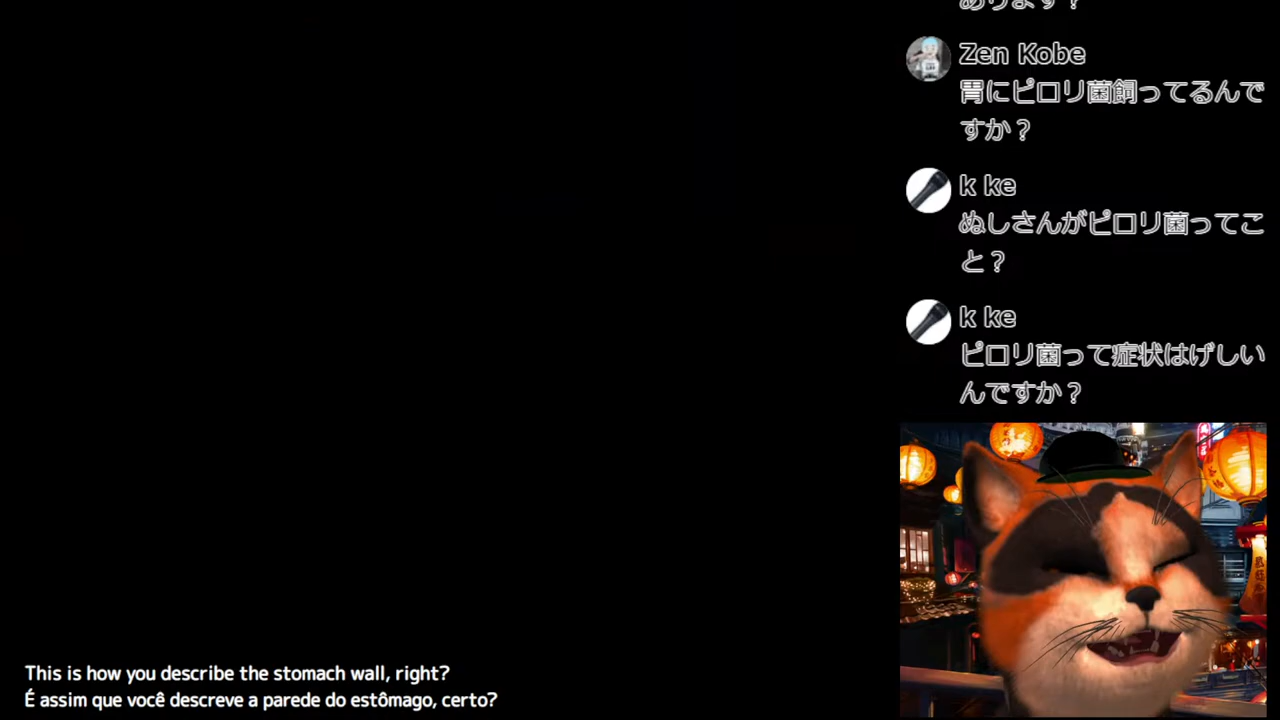 あります？
Zen Kobe
胃にピロリ菌飼ってるんで
すか？
k ke
ぬしさんがピロリ菌ってこ
と？
k ke
ピロリ菌って症状はげしい
んですか？
This is how you describe the stomach wall, right?
É assim que você descreve a parede do estômago, certo?